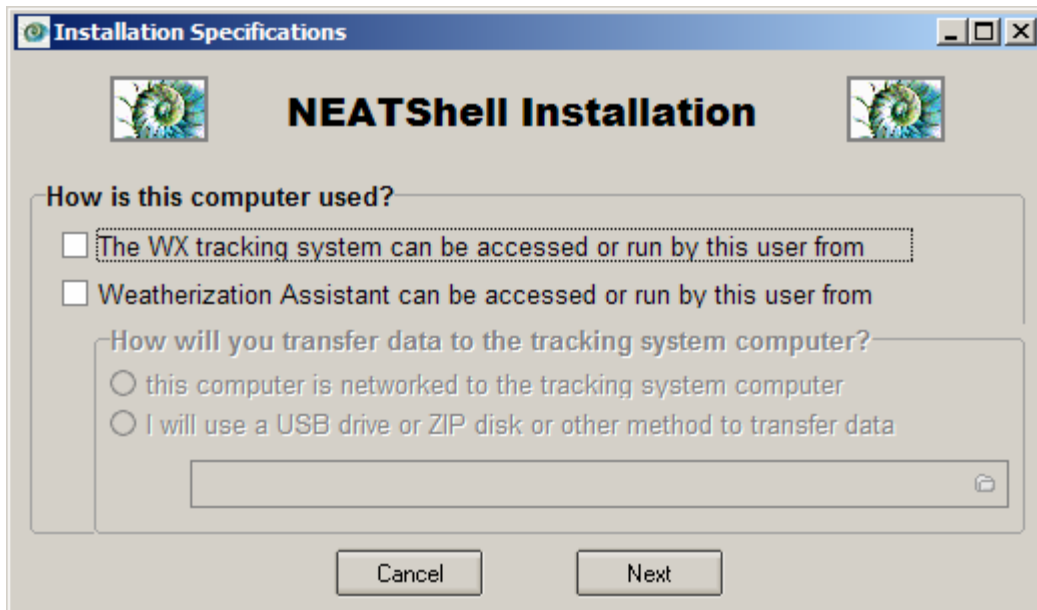 Installation Specifications
NEATShell Installation
How is this computer used?
The WX tracking system can be accessed or run by this user from
Weatherization Assistant can be accessed or run by this user from
How will you transfer data to the tracking system computer?
this computer is networked to the tracking system computer
I will use a USB drive or ZIP disk or other method to transfer data
Cancel
Next